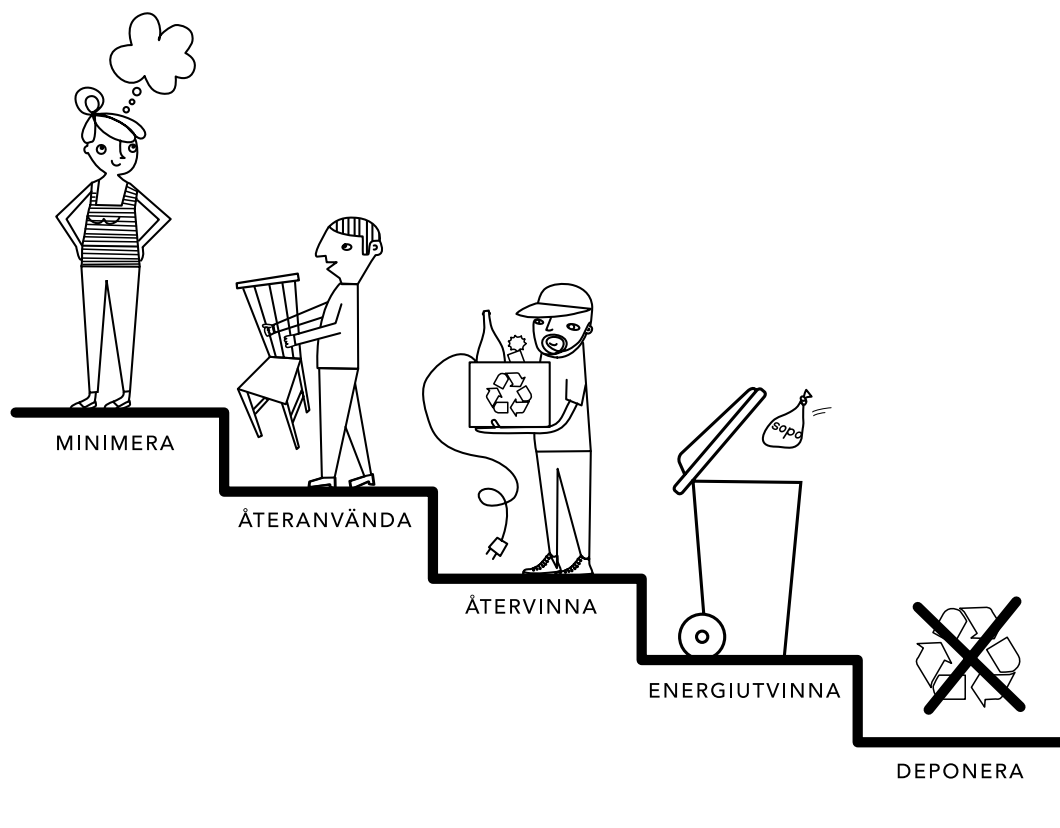 sopo
MINIMERA
ÅTERANVÄNDA
ÅTERVINNA
ENERGIUTVINNA
DEPONERA